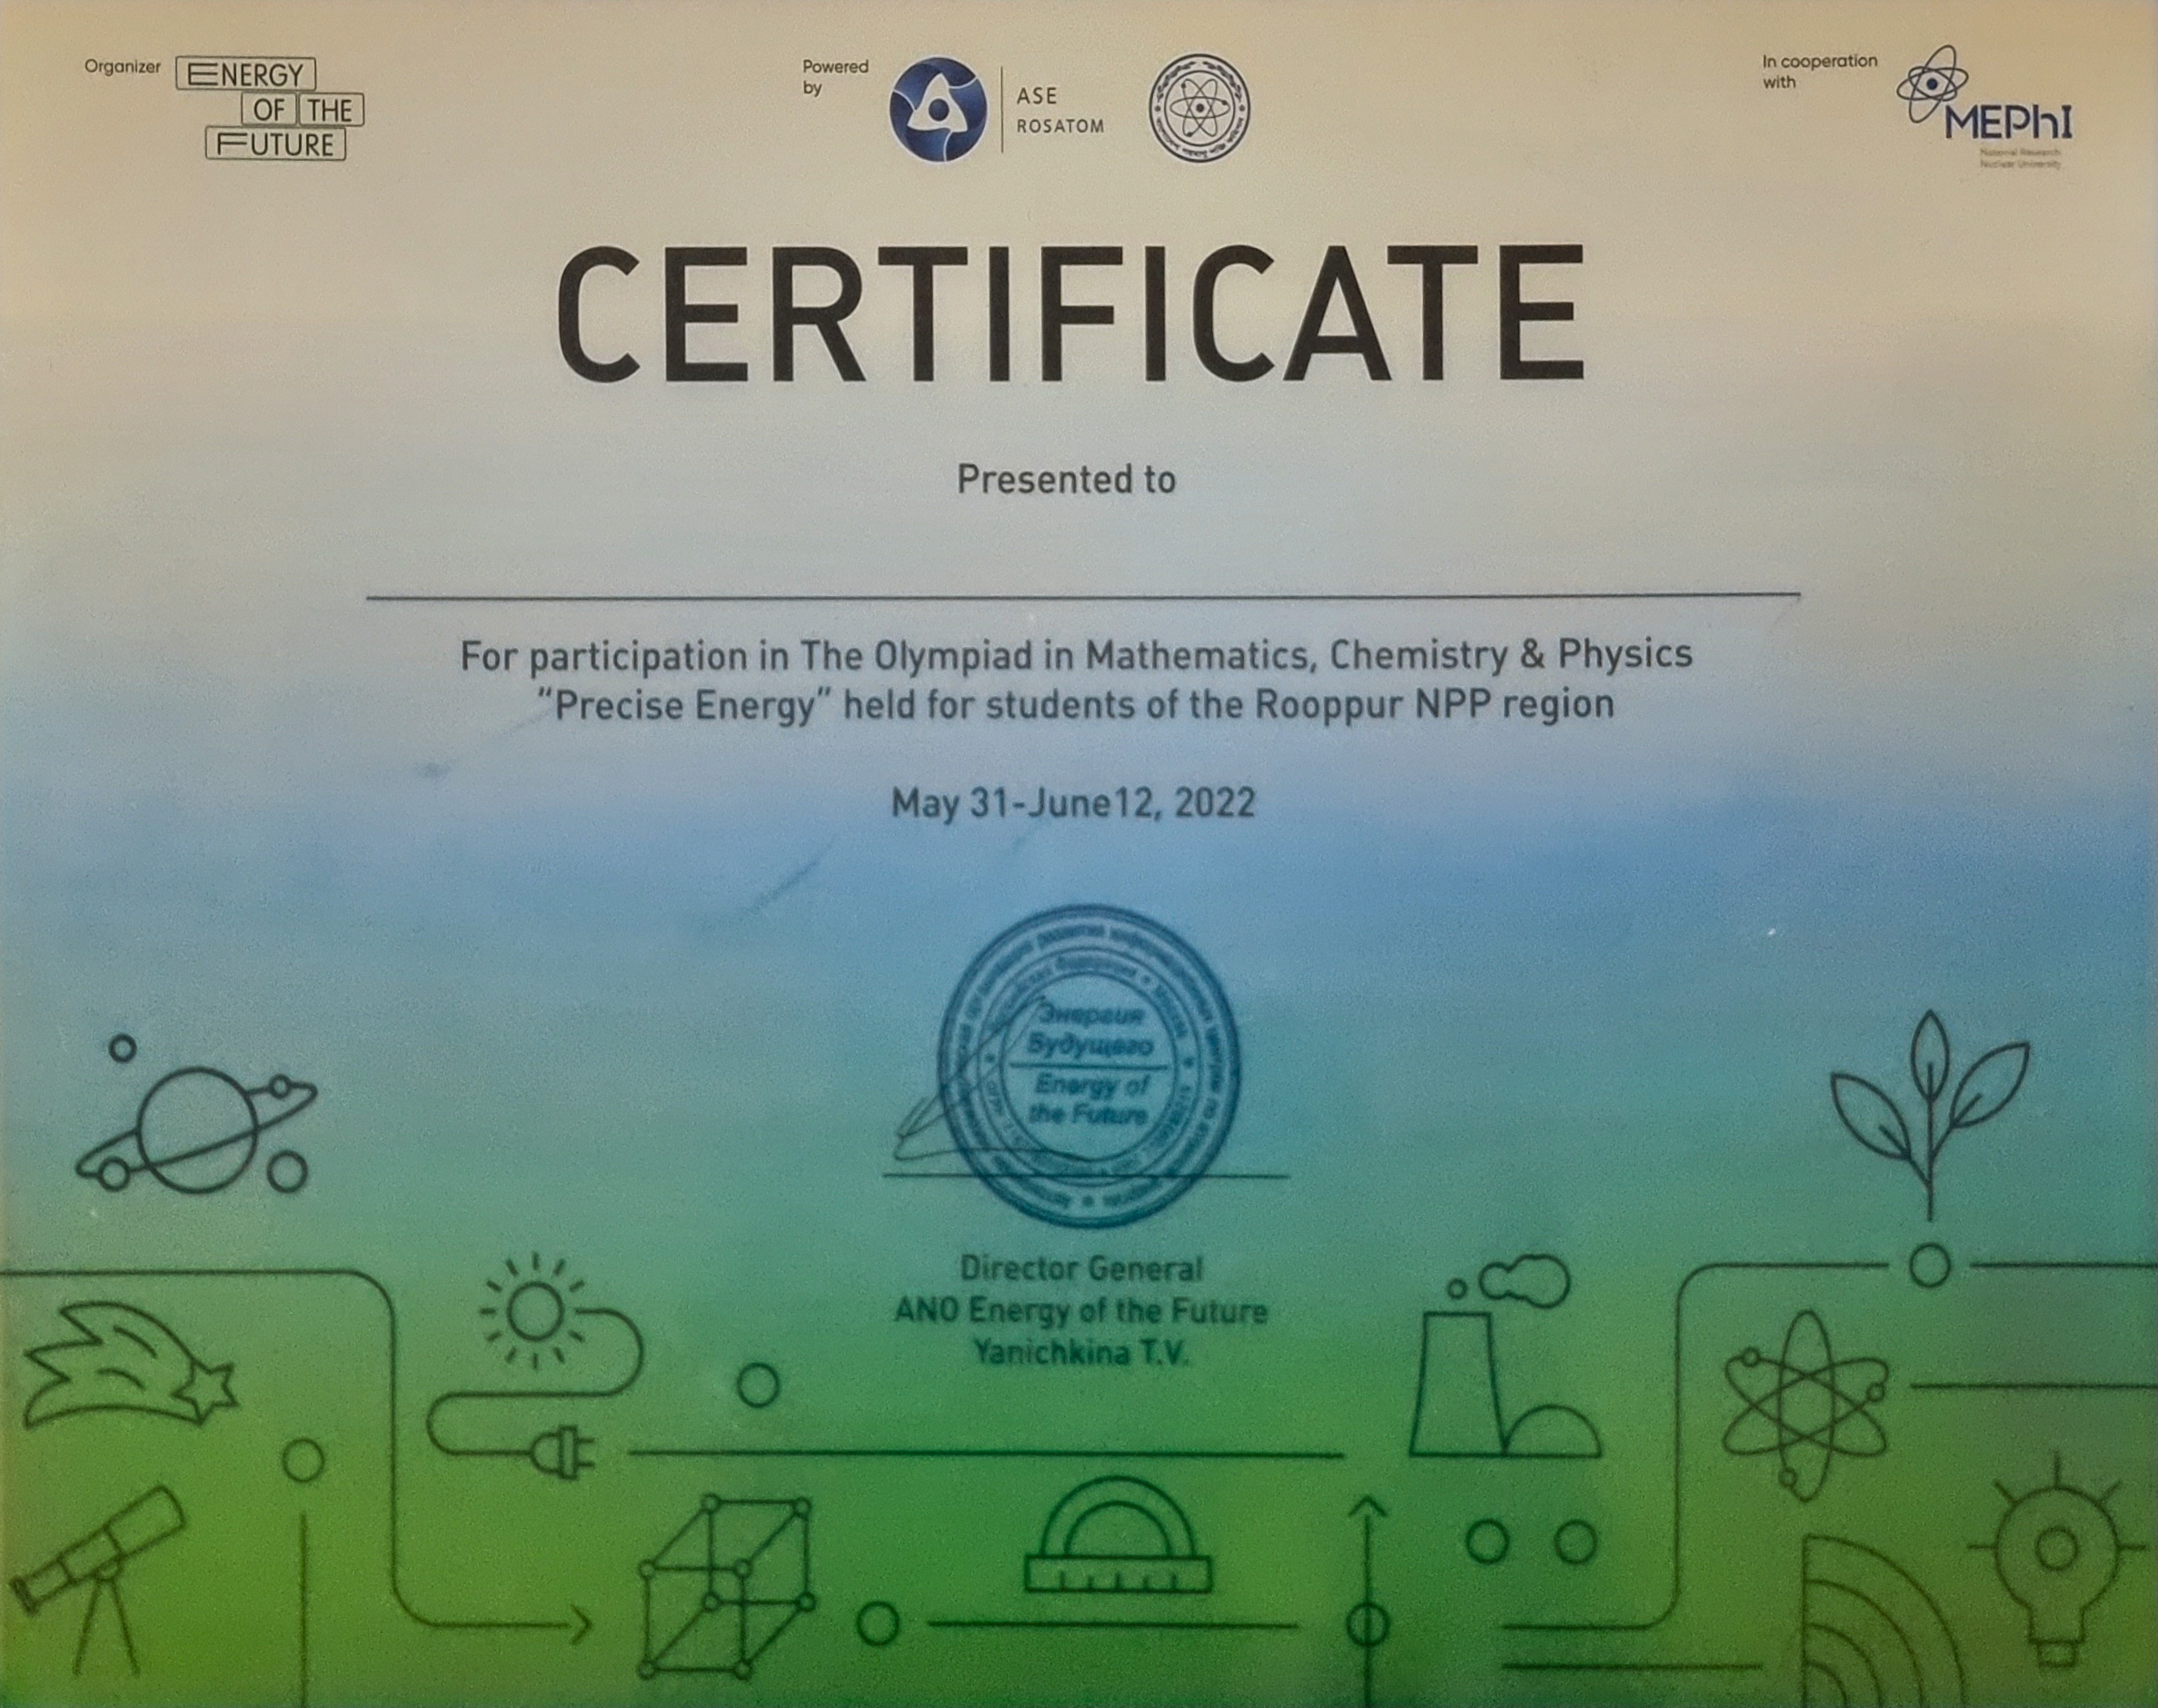 Organizer
ENERGY
OF THE
FUTURE
Powered
by
ASE
ROSATOM
In cooperation
with
MEPhI
National Research
Nuclear University
CERTIFICATE
Presented to
For participation in The Olympiad in Mathematics, Chemistry & Physics
“Precise Energy” held for students of the Rooppur NPP region
May 31-June12, 2022
Энергия
Будущего
Energy of
the Future
Director General
ANO Energy of the Future
Yanichkina T.V.